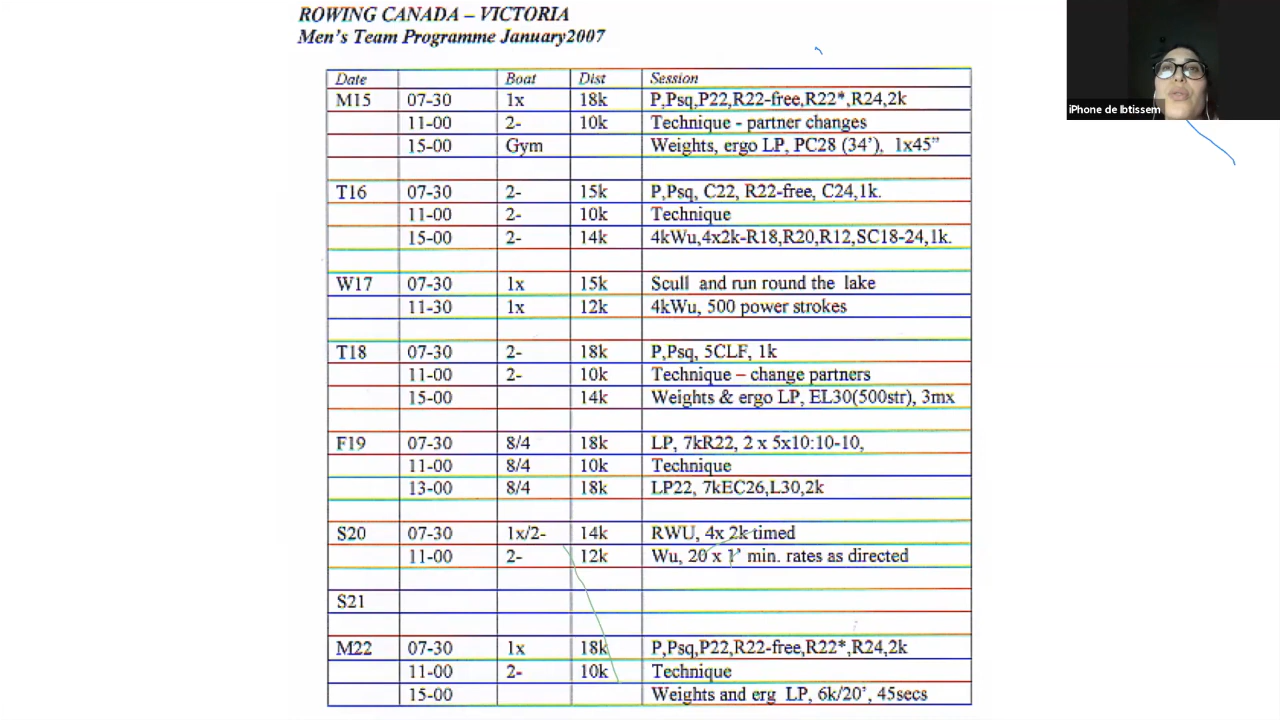 ROWING CANADA – VICTORIA
Men's Team Programme January2007
iPhone de Ibtissem
Date Boat Dist Session
M15 07-30 1x 18k P,Psq,P22,R22-free,R22*,R24,2k
11-00 2- 10k Technique - partner changes
15-00 Gym Weights, ergo LP, PC28 (34'), 1x45"
T16 07-30 2- 15k P,Psq, C22, R22-free, C24,1k.
11-00 2- 10k Technique
15-00 2- 14k 4kWu,4x2k-R18,R20,R12,SC18-24,1k.
W17 07-30 1x 15k Scull and run round the lake
11-30 1x 12k 4kWu, 500 power strokes
T18 07-30 2- 18k P,Psq, 5CLF, 1k
11-00 2- 10k Technique – change partners
15-00 14k Weights & ergo LP, EL30(500str), 3mx
F19 07-30 8/4 18k LP, 7kR22, 2 x 5x10:10-10,
11-00 8/4 10k Technique
13-00 8/4 18k LP22, 7kEC26,L30,2k
S20 07-30 1x/2- 14k RWU, 4x 2k timed
11-00 2- 12k Wu, 20 x 1' min. rates as directed
S21
M22 07-30 1x 18k P,Psq,P22,R22-free,R22*,R24,2k
11-00 2- 10k Technique
15-00 Weights and erg LP, 6k/20', 45secs